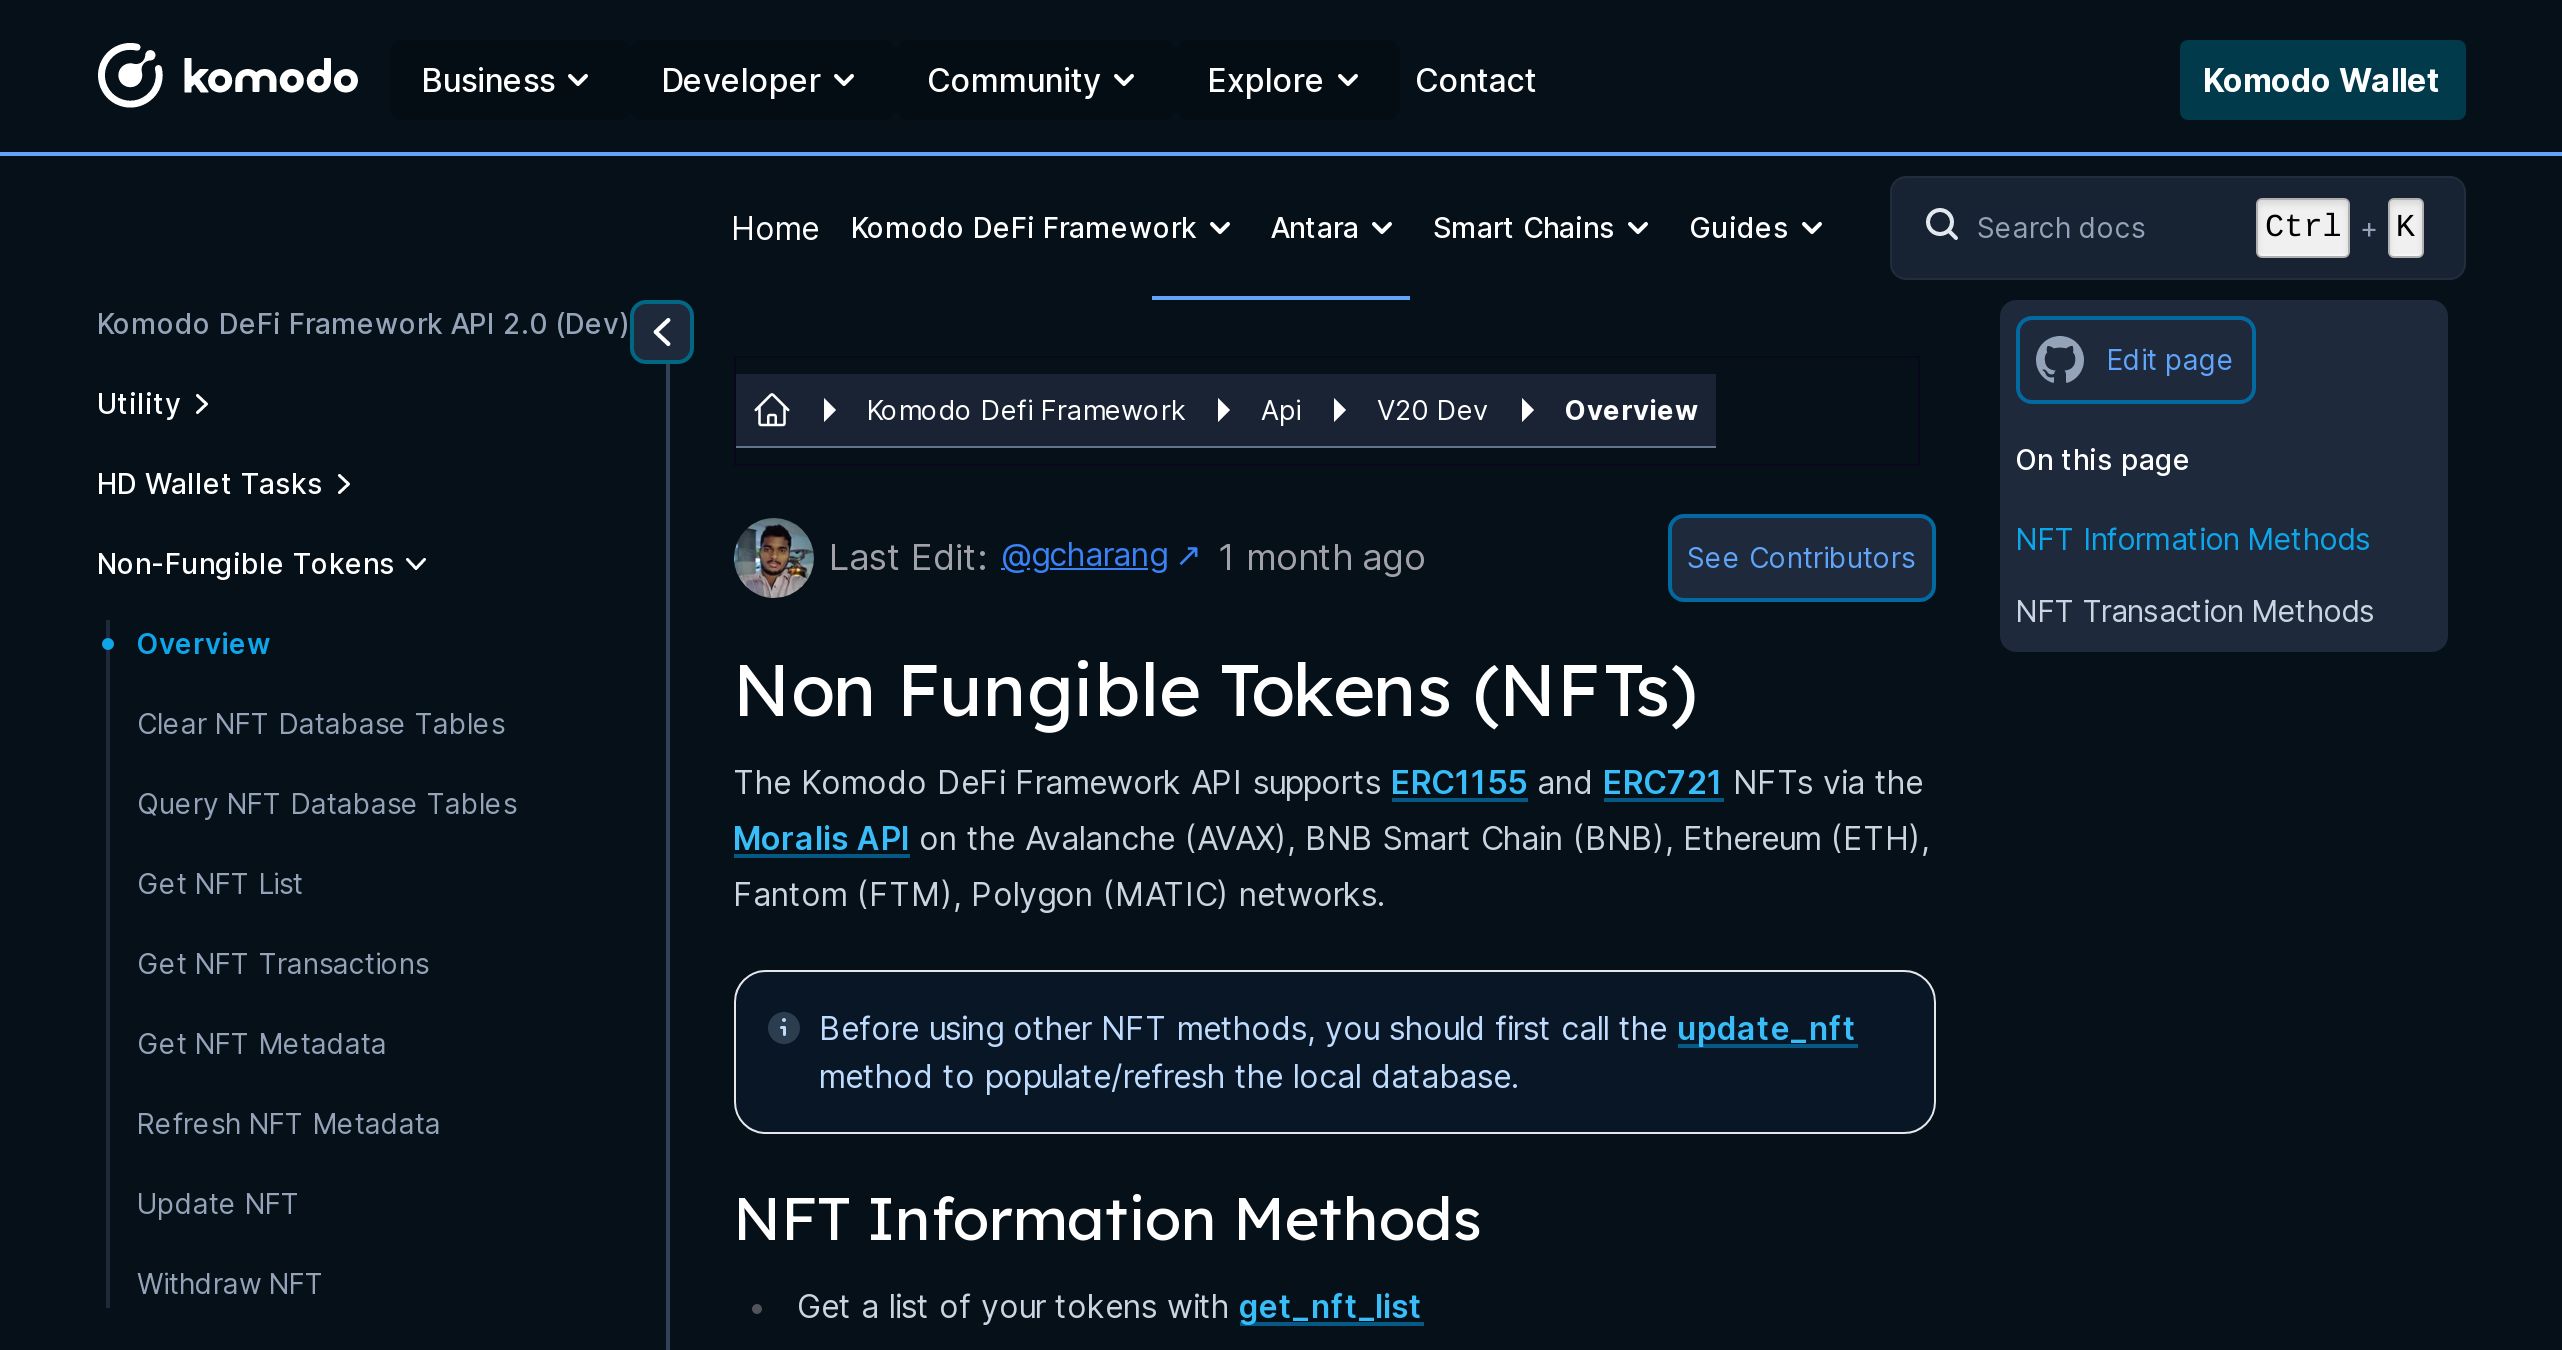 komodo
Business
Developer
Community
Explore
Contact
Komodo Wallet
Home
Komodo DeFi Framework
Antara
Smart Chains
Guides
Search docs
Ctrl + K
Komodo DeFi Framework API 2.0 (Dev)
Utility
HD Wallet Tasks
Non-Fungible Tokens
Overview
Clear NFT Database Tables
Query NFT Database Tables
Get NFT List
Get NFT Transactions
Get NFT Metadata
Refresh NFT Metadata
Update NFT
Withdraw NFT
Komodo Defi Framework
Api
V20 Dev
Overview
Last Edit: @gcharang ↗ 1 month ago
See Contributors
Non Fungible Tokens (NFTs)
The Komodo DeFi Framework API supports ERC1155 and ERC721 NFTs via the
Moralis API on the Avalanche (AVAX), BNB Smart Chain (BNB), Ethereum (ETH),
Fantom (FTM), Polygon (MATIC) networks.
Before using other NFT methods, you should first call the update_nft
method to populate/refresh the local database.
NFT Information Methods
• Get a list of your tokens with get_nft_list
Edit page
On this page
NFT Information Methods
NFT Transaction Methods